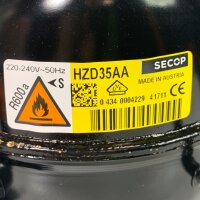 220-240V~50Hz
HZD35AA
SECOP
MADE IN AUSTRIA
R600a
S
0 434 0004229 41711